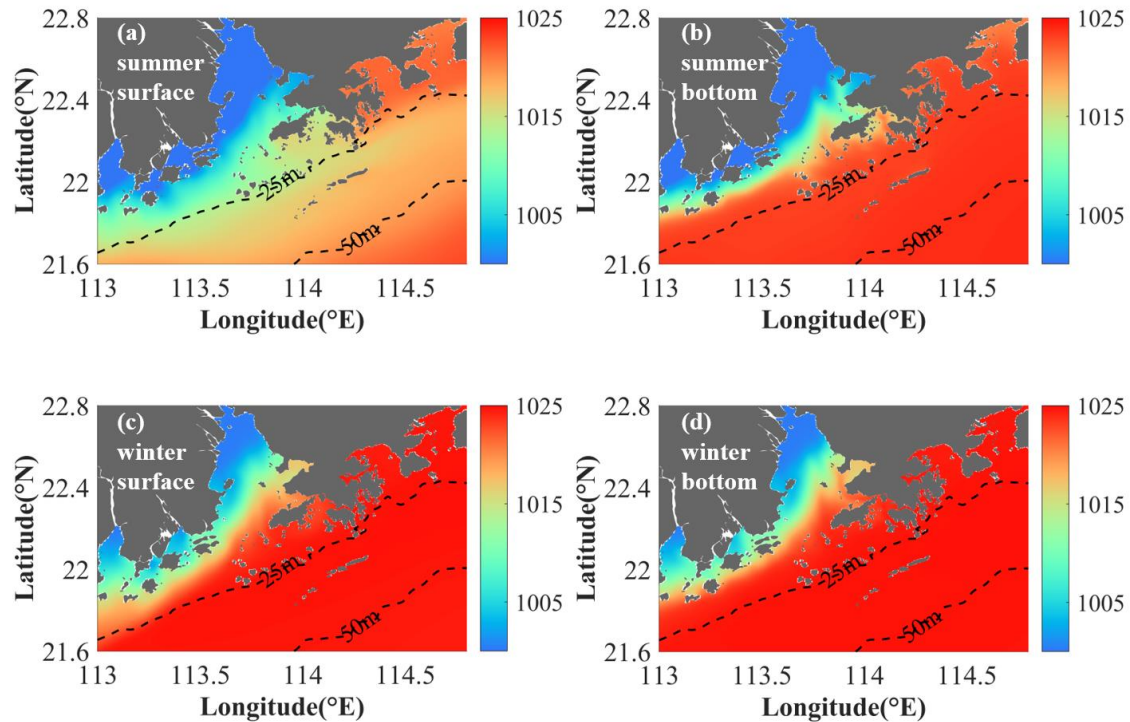 22.8
22.4
22
21.6
Latitude(°N)
(a)
summer
surface
25m
50m
113
113.5
114
114.5
Longitude(°E)
1025
1015
1005
22.8
22.4
22
21.6
Latitude(°N)
(b)
summer
bottom
25m
50m
113
113.5
114
114.5
Longitude(°E)
1025
1015
1005
22.8
22.4
22
21.6
Latitude(°N)
(c)
winter
surface
25m
50m
113
113.5
114
114.5
Longitude(°E)
1025
1015
1005
22.8
22.4
22
21.6
Latitude(°N)
(d)
winter
bottom
25m
50m
113
113.5
114
114.5
Longitude(°E)
1025
1015
1005